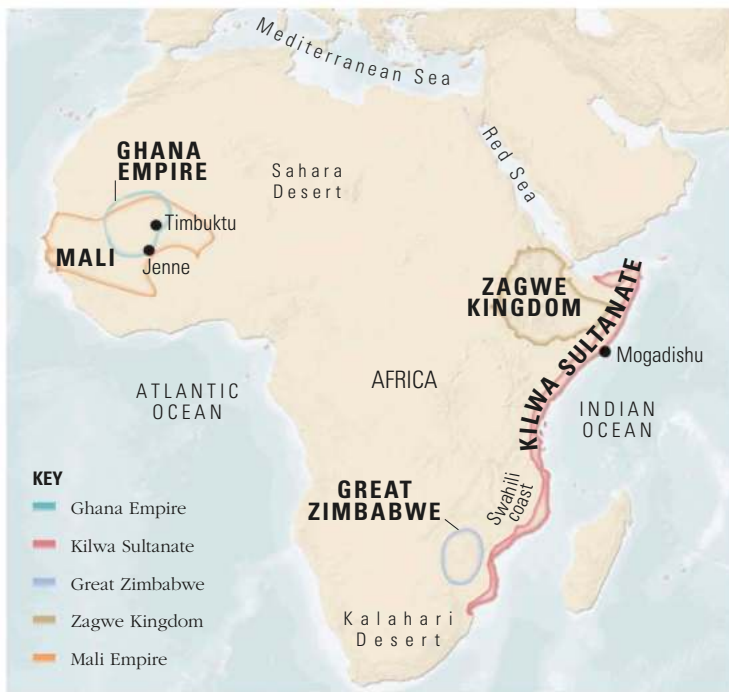 Mediterranean Sea
GHANA
EMPIRE
Sahara
Desert
Red Sea
Timbuktu
MALI
Jenne
ZAGWE
KINGDOM
KILWA SULTANATE
Mogadishu
AFRICA
ATLANTIC
OCEAN
INDIAN
OCEAN
GREAT
ZIMBABWE
Swahili
coast
Kalahari
Desert
KEY
Ghana Empire
Kilwa Sultanate
Great Zimbabwe
Zagwe Kingdom
Mali Empire